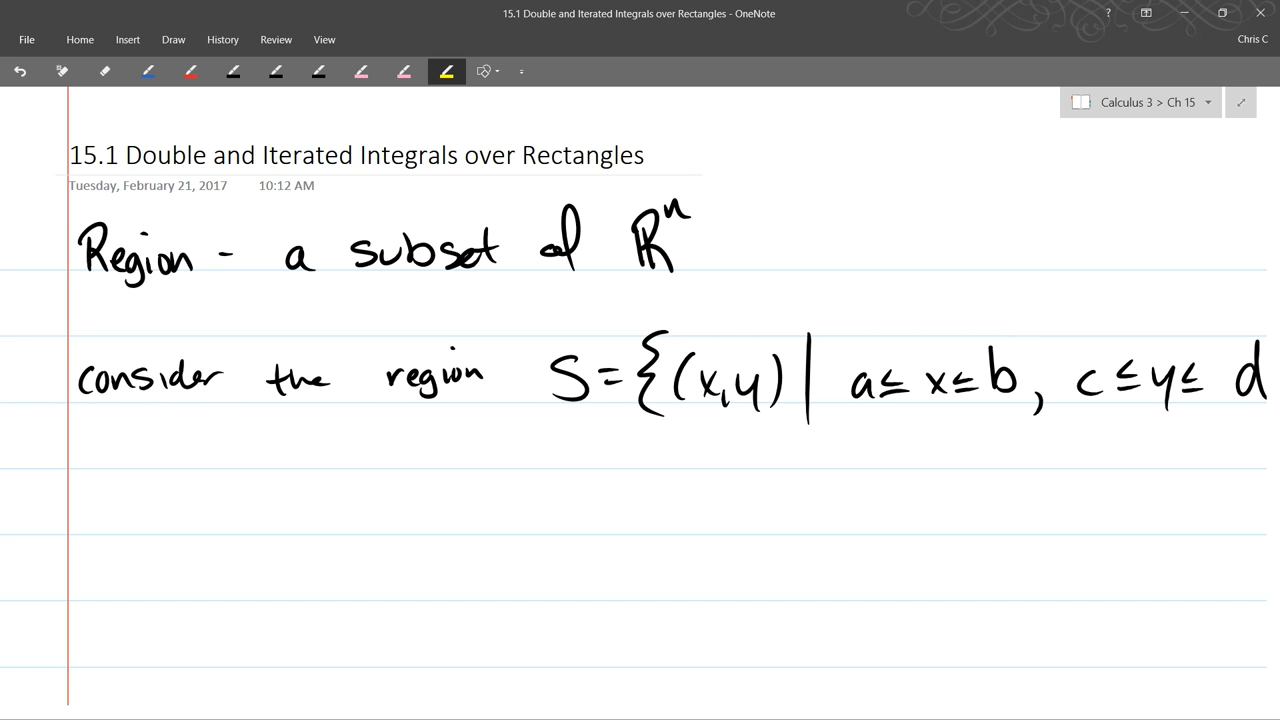 15.1 Double and Iterated Integrals over Rectangles - OneNote
?
File Home Insert Draw History Review View
Chris C
Calculus 3 > Ch 15
15.1 Double and Iterated Integrals over Rectangles
Tuesday, February 21, 2017 10:12 AM
Region - a subset of ℝⁿ
consider the region S={(x,y) | a≤x≤b, c≤y≤d